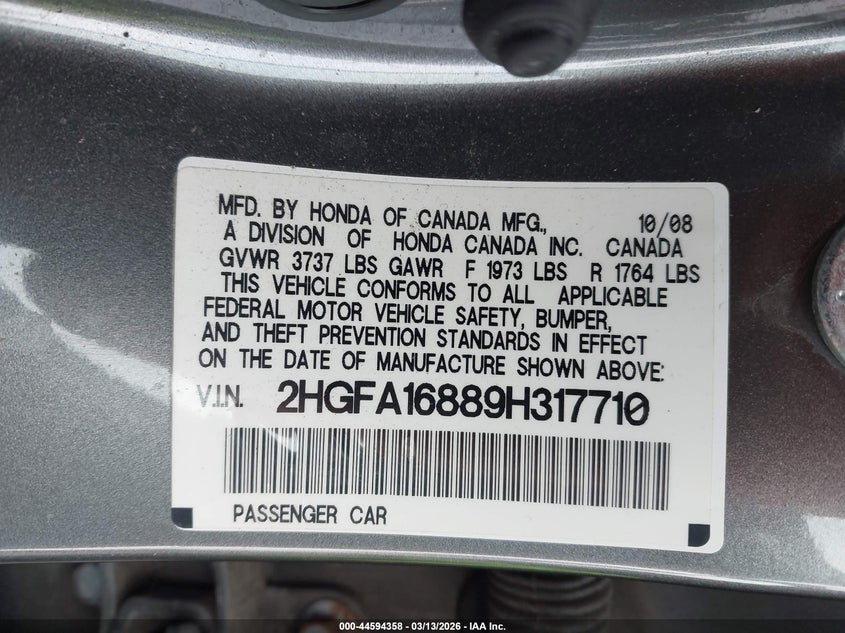 MFD. BY HONDA OF CANADA MFG., 10/08
A DIVISION OF HONDA CANADA INC. CANADA
GVWR 3737 LBS GAWR F 1973 LBS R 1764 LBS
THIS VEHICLE CONFORMS TO ALL APPLICABLE
FEDERAL MOTOR VEHICLE SAFETY, BUMPER,
AND THEFT PREVENTION STANDARDS IN EFFECT
ON THE DATE OF MANUFACTURE SHOWN ABOVE:
V.I.N. 2HGFA16889H317710
PASSENGER CAR
000-44594358 - 03/13/2026 - IAA Inc.